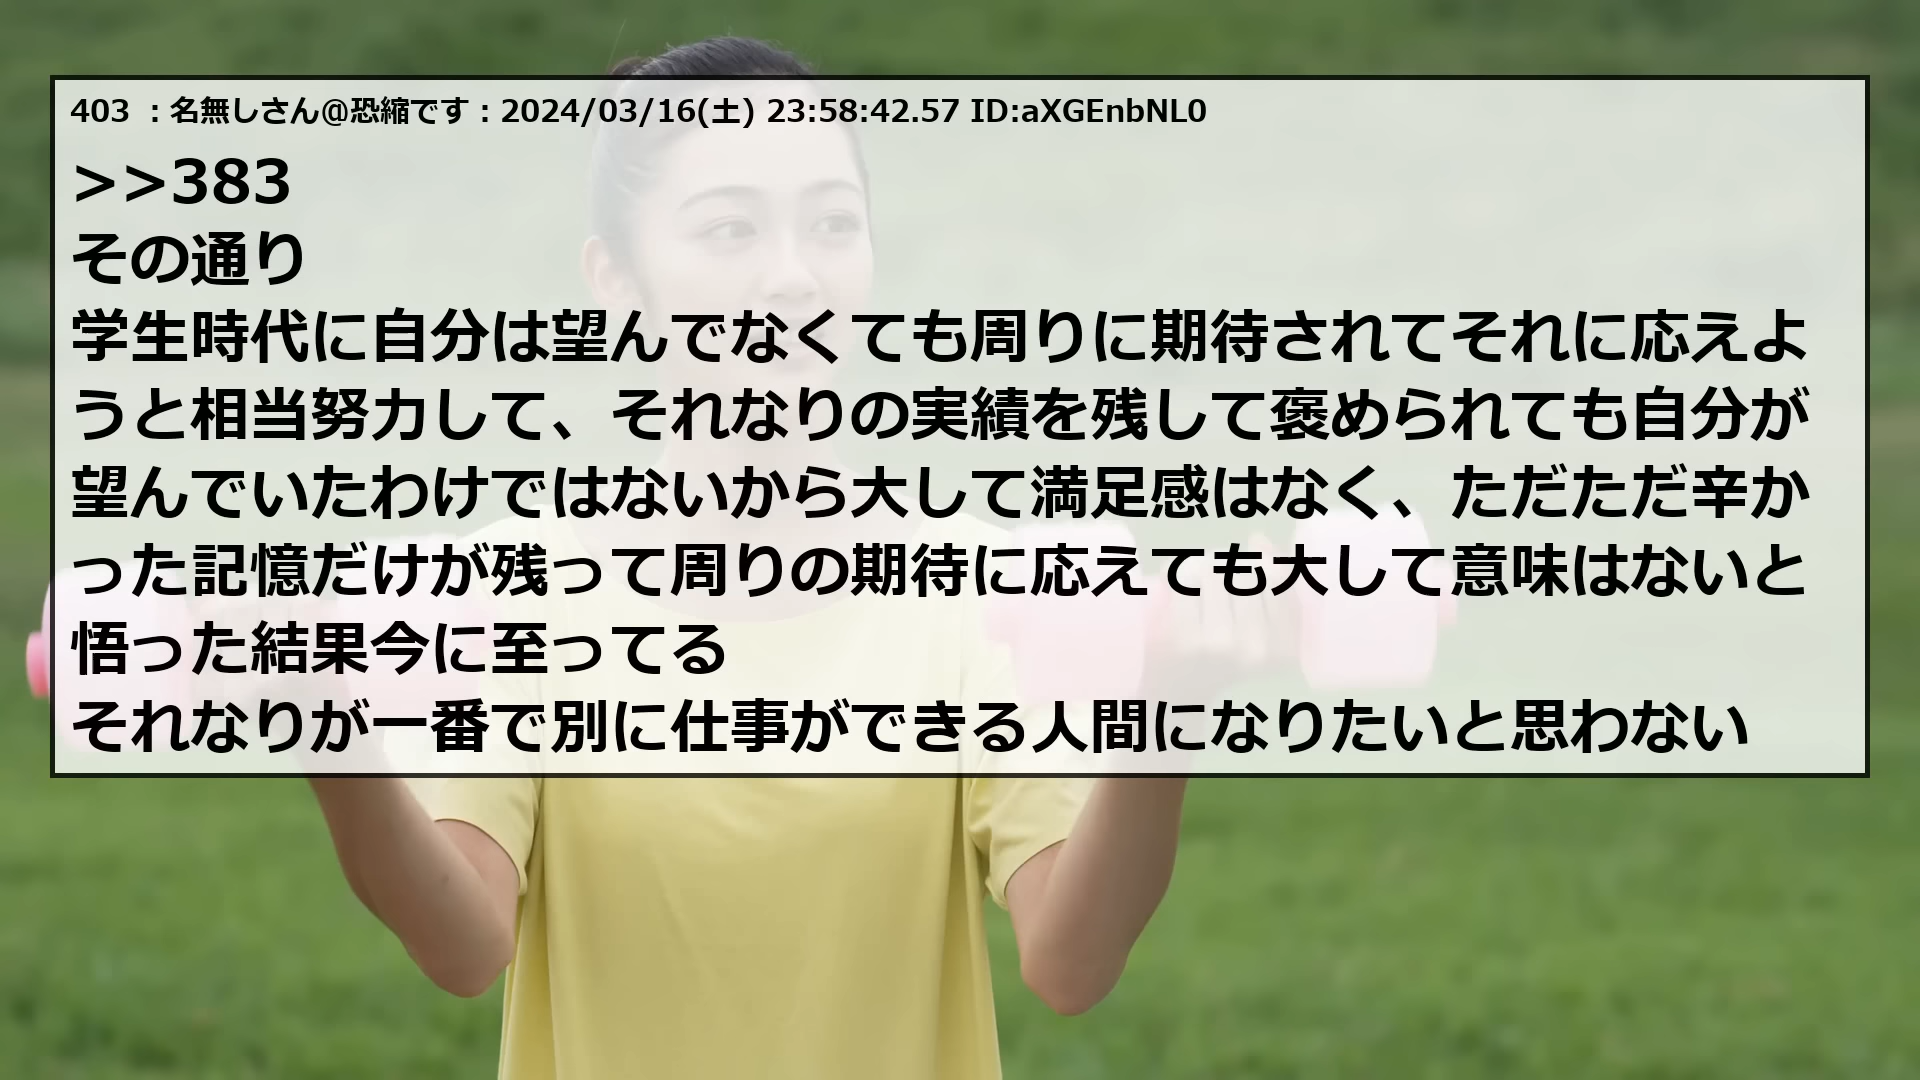 403 ：名無しさん@恐縮です：2024/03/16(土) 23:58:42.57 ID:aXGEnbNL0
>>383
その通り
学生時代に自分は望んでなくても周りに期待されてそれに応えよ
うと相当努力して、それなりの実績を残して褒められても自分が
望んでいたわけではないから大して満足感はなく、ただただ辛か
った記憶だけが残って周りの期待に応えても大して意味はないと
悟った結果今に至ってる
それなりが一番で別に仕事ができる人間になりたいと思わない